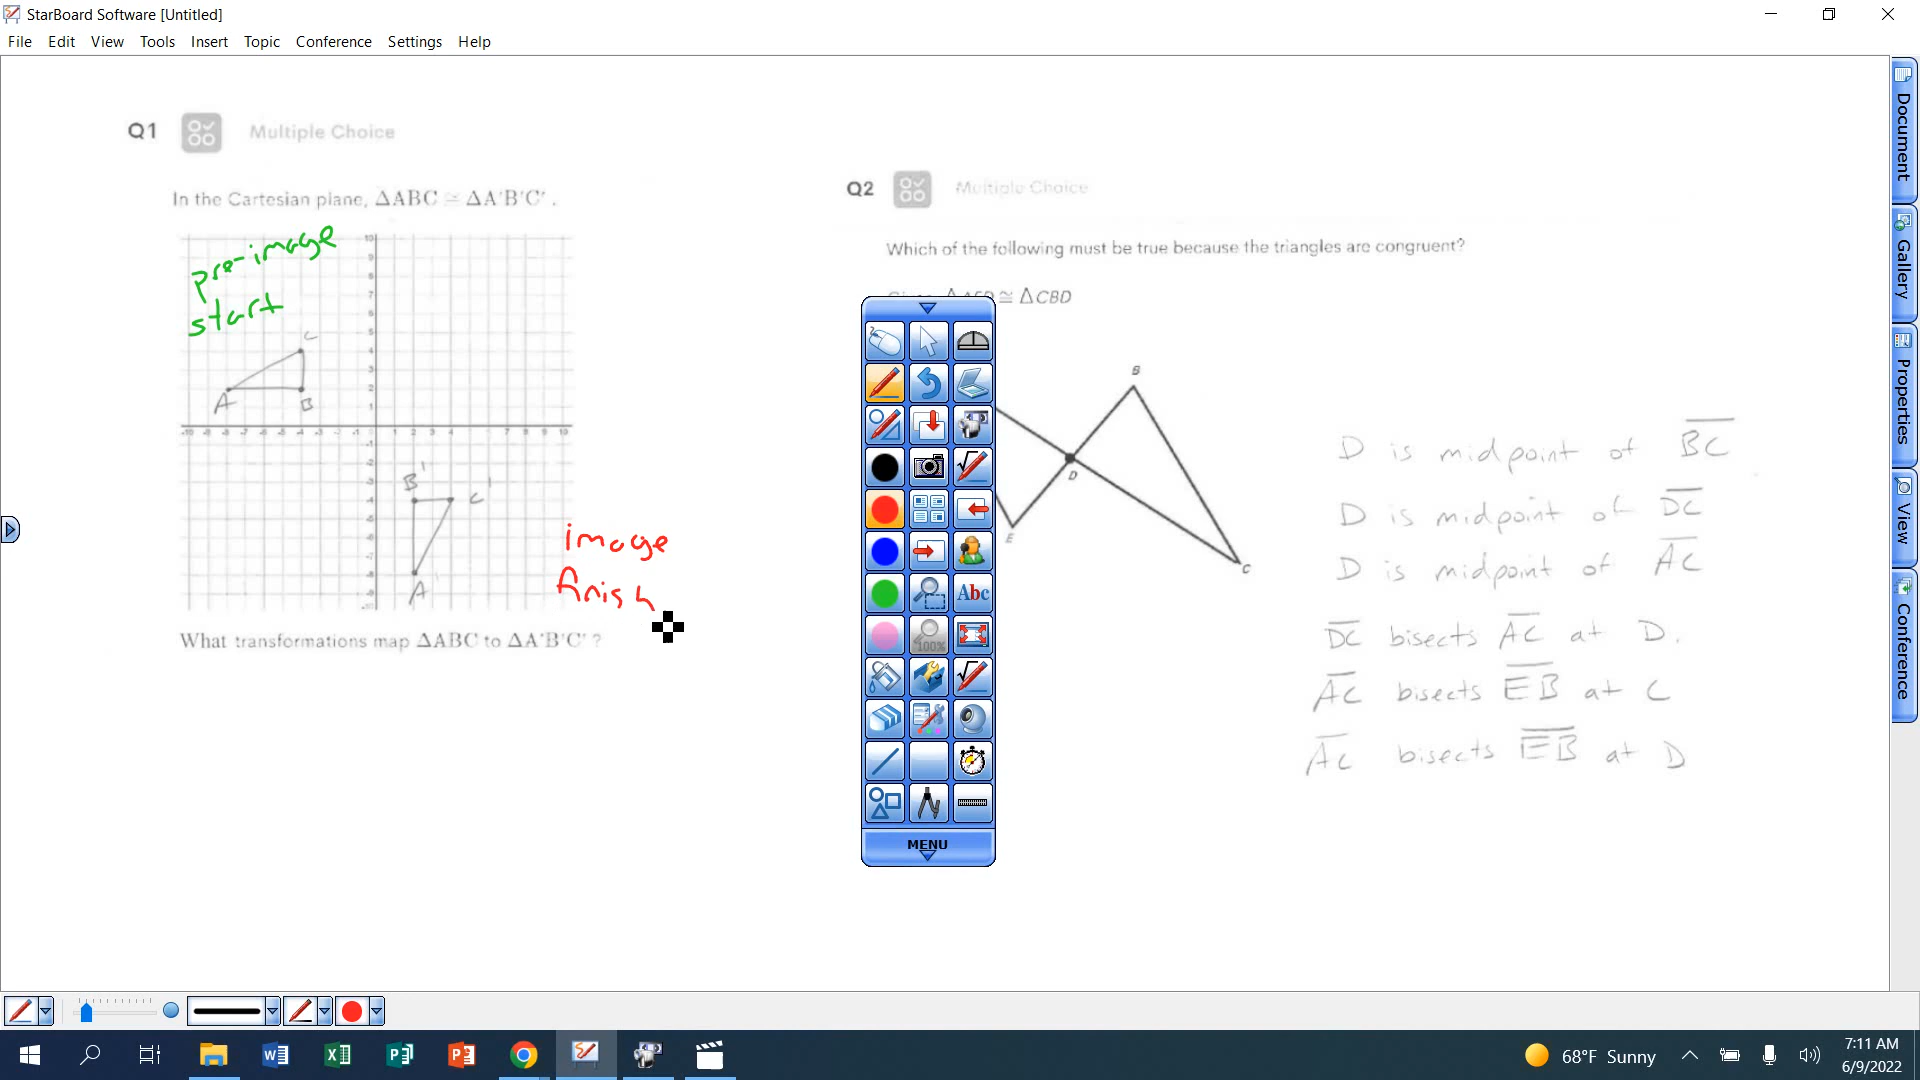 StarBoard Software [Untitled]
File Edit View Tools Insert Topic Conference Settings Help
Q1 Multiple Choice
In the Cartesian plane, ΔABC ≅ ΔA'B'C' .
pre-image
start
C
A B
B' C'
A'
image
finish
What transformations map ΔABC to ΔA'B'C' ?
Q2 Multiple Choice
Which of the following must be true because the triangles are congruent?
≅ ΔCBD
B
D
E
C
D is midpoint of BC
D is midpoint of DC
D is midpoint of AC
DC bisects AC at D.
AC bisects EB at C
AC bisects EB at D
Abc
100%
MENU
Document
Gallery
Properties
View
Conference
68°F Sunny
7:11 AM
6/9/2022